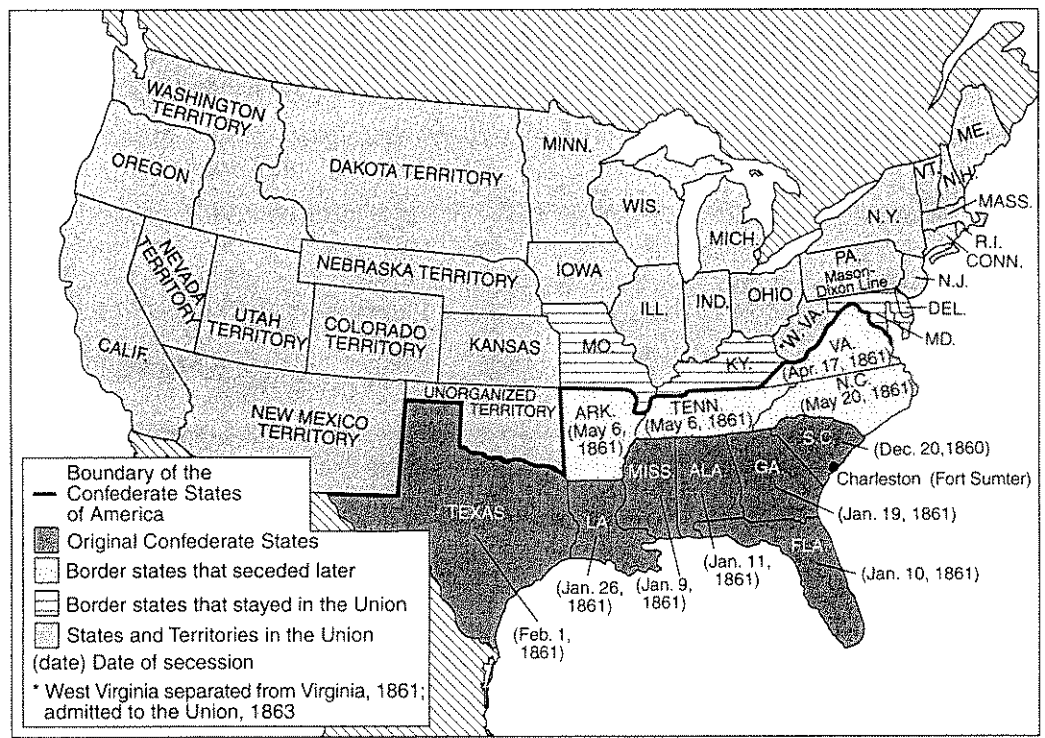 WASHINGTON
TERRITORY
OREGON
DAKOTA TERRITORY
MINN.
WIS.
MICH.
ME.
VT.
N.H.
MASS.
N.Y.
R.I.
CONN.
PA.
Mason-
Dixon Line
N.J.
DEL.
MD.
NEVADA
TERRITORY
NEBRASKA TERRITORY
IOWA
ILL.
IND.
OHIO
*W. VA.
VA.
(Apr. 17, 1861)
CALIF.
UTAH
TERRITORY
COLORADO
TERRITORY
KANSAS
MO.
KY.
N.C.
(May 20, 1861)
NEW MEXICO
TERRITORY
UNORGANIZED
TERRITORY
ARK.
(May 6,
1861)
TENN.
(May 6, 1861)
S.C.
(Dec. 20,1860)
Charleston (Fort Sumter)
TEXAS
LA.
MISS
ALA
GA.
(Jan. 19, 1861)
FLA.
(Jan. 10, 1861)
(Jan. 26,
1861)
(Jan. 9,
1861)
(Jan. 11,
1861)
(Feb. 1,
1861)
Boundary of the
Confederate States
of America
Original Confederate States
Border states that seceded later
Border states that stayed in the Union
States and Territories in the Union
(date) Date of secession
* West Virginia separated from Virginia, 1861;
admitted to the Union, 1863